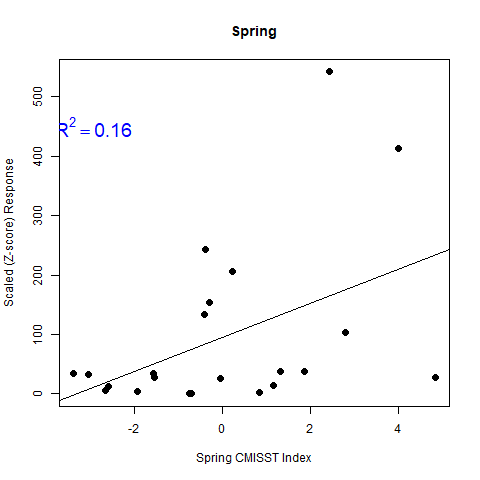 Spring
R² = 0.16
Scaled (Z-score) Response
500
400
300
200
100
0
-2 0 2 4
Spring CMISST Index